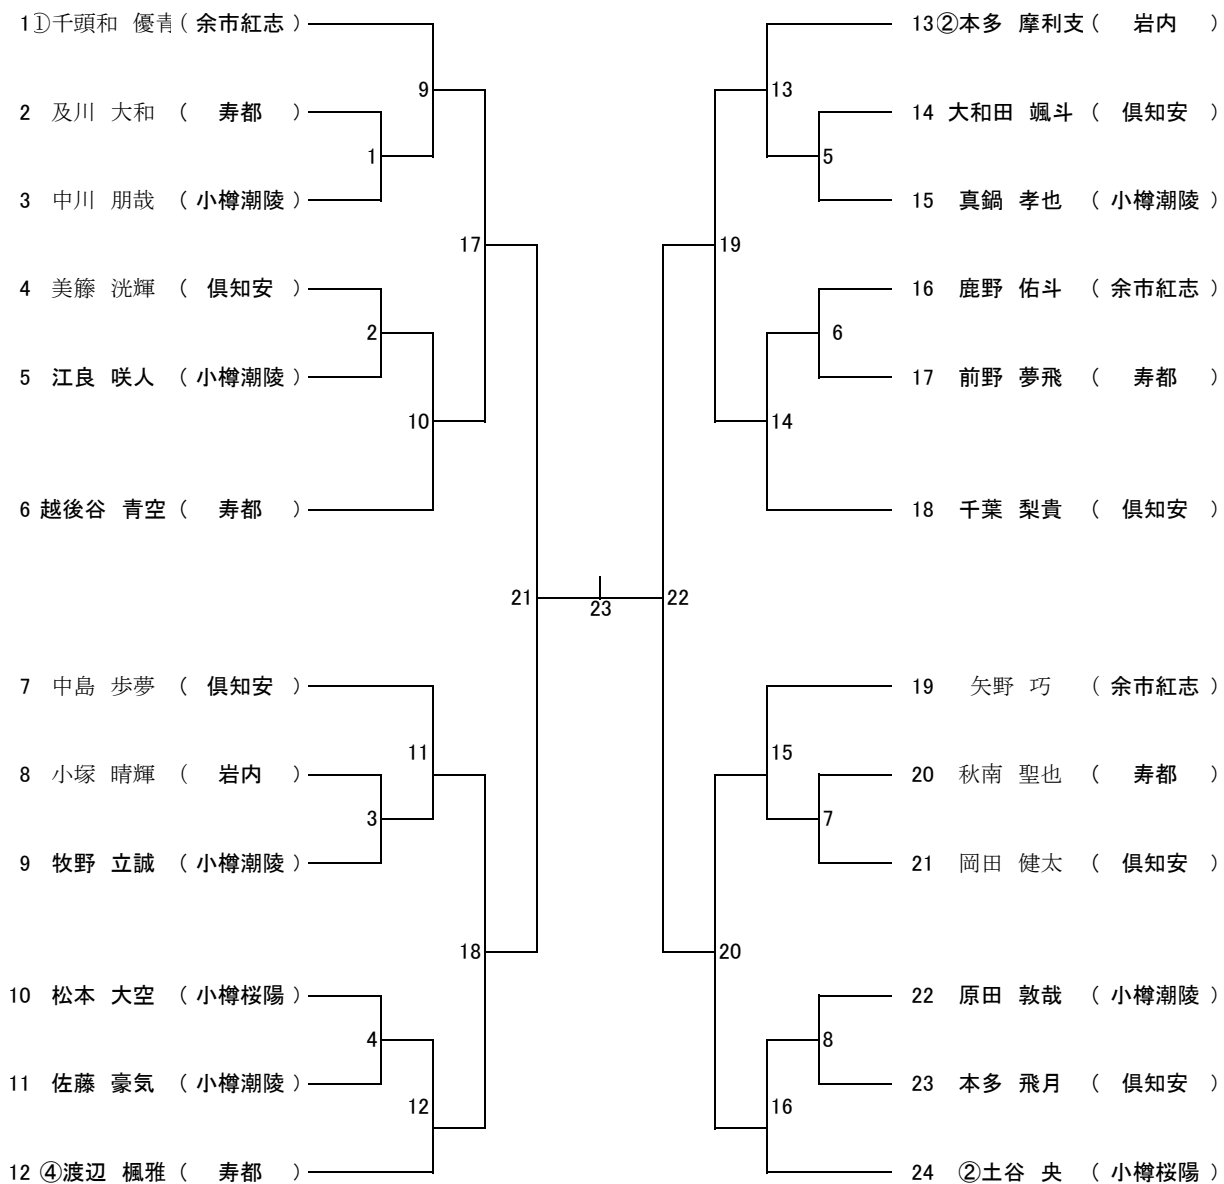 1①千頭和 優青 ( 余市紅志 )
9
2 及川 大和 ( 寿都 )
1
3 中川 朋哉 ( 小樽潮陵 )
17
4 美籐 洸輝 ( 倶知安 )
2
5 江良 咲人 ( 小樽潮陵 )
10
6 越後谷 青空 ( 寿都 )
21
7 中島 歩夢 ( 倶知安 )
11
8 小塚 晴輝 ( 岩内 )
3
9 牧野 立誠 ( 小樽潮陵 )
18
10 松本 大空 ( 小樽桜陽 )
4
11 佐藤 豪気 ( 小樽潮陵 )
12
12 ④渡辺 楓雅 ( 寿都 )
23
13②本多 摩利支 ( 岩内 )
13
14 大和田 颯斗 ( 倶知安 )
5
15 真鍋 孝也 ( 小樽潮陵 )
19
16 鹿野 佑斗 ( 余市紅志 )
6
17 前野 夢飛 ( 寿都 )
14
18 千葉 梨貴 ( 倶知安 )
22
19 矢野 巧 ( 余市紅志 )
15
20 秋南 聖也 ( 寿都 )
7
21 岡田 健太 ( 倶知安 )
20
22 原田 敦哉 ( 小樽潮陵 )
8
23 本多 飛月 ( 倶知安 )
16
24 ②土谷 央 ( 小樽桜陽 )